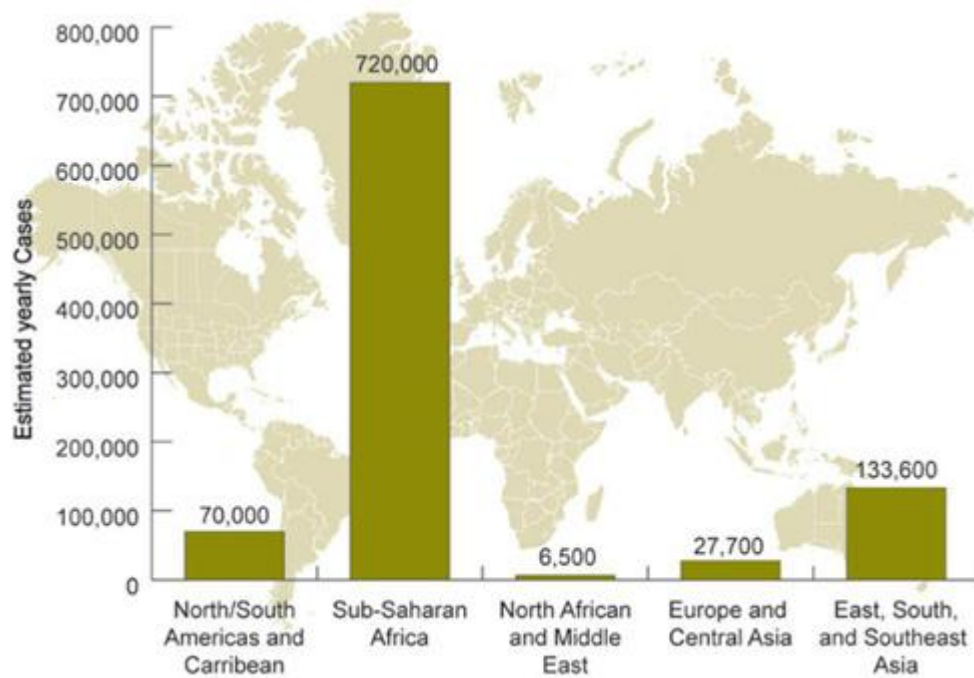 800,000
700,000
600,000
500,000
400,000
300,000
200,000
100,000
0
Estimated yearly Cases
70,000
720,000
6,500
27,700
133,600
North/South
Americas and
Carribean
Sub-Saharan
Africa
North African
and Middle
East
Europe and
Central Asia
East, South,
and Southeast
Asia